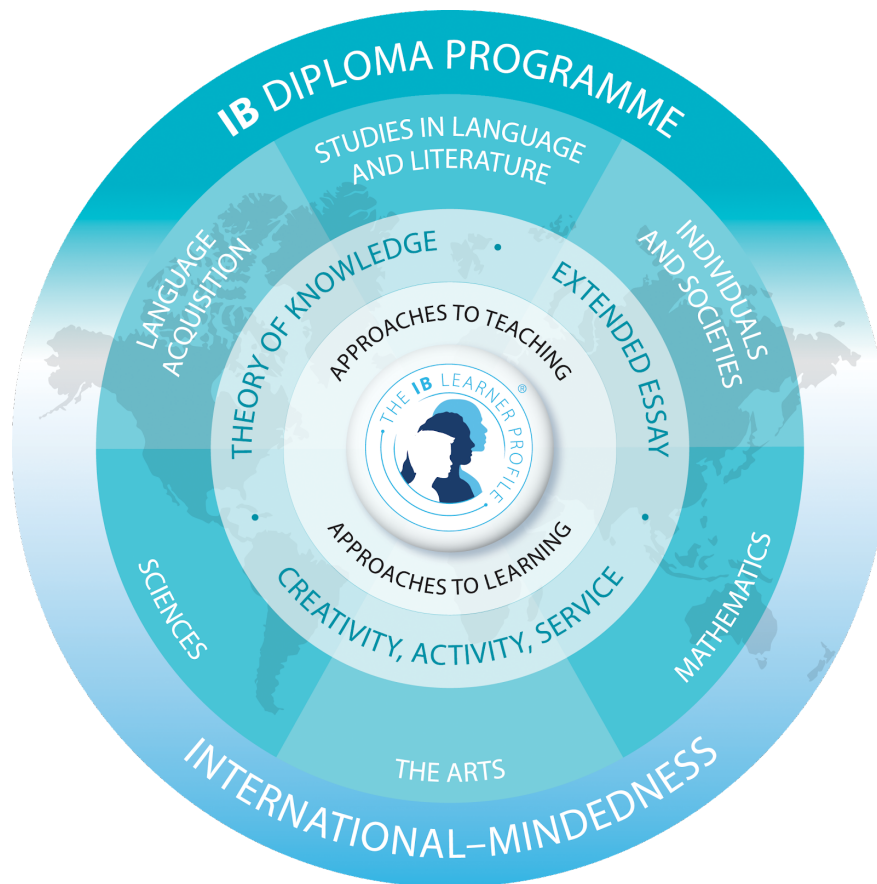 IB DIPLOMA PROGRAMME
STUDIES IN LANGUAGE
AND LITERATURE
LANGUAGE
ACQUISITION
INDIVIDUALS
AND SOCIETIES
THEORY OF KNOWLEDGE
•
EXTENDED ESSAY
APPROACHES TO TEACHING
THE IB LEARNER PROFILE ®
APPROACHES TO LEARNING
•
CREATIVITY, ACTIVITY, SERVICE
•
SCIENCES
MATHEMATICS
THE ARTS
INTERNATIONAL–MINDEDNESS